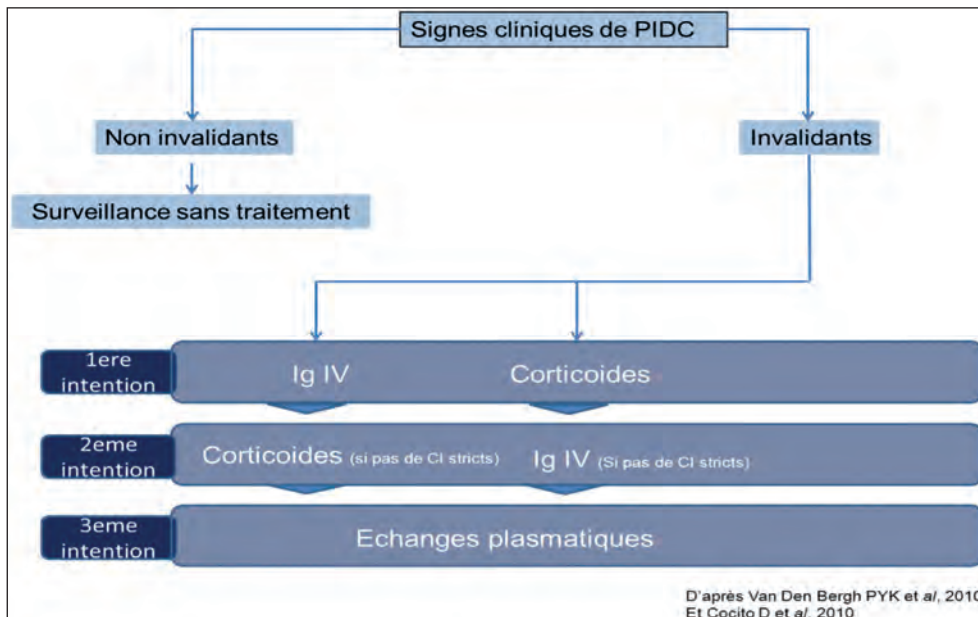 Signes cliniques de PIDC
Non invalidants
Invalidants
Surveillance sans traitement
1ere
intention
Ig IV
Corticoides
2eme
intention
Corticoides (si pas de CI stricts)
Ig IV (Si pas de CI stricts)
3eme
intention
Echanges plasmatiques
D'après Van Den Bergh PYK et al, 2010
Et Cocito D et al. 2010